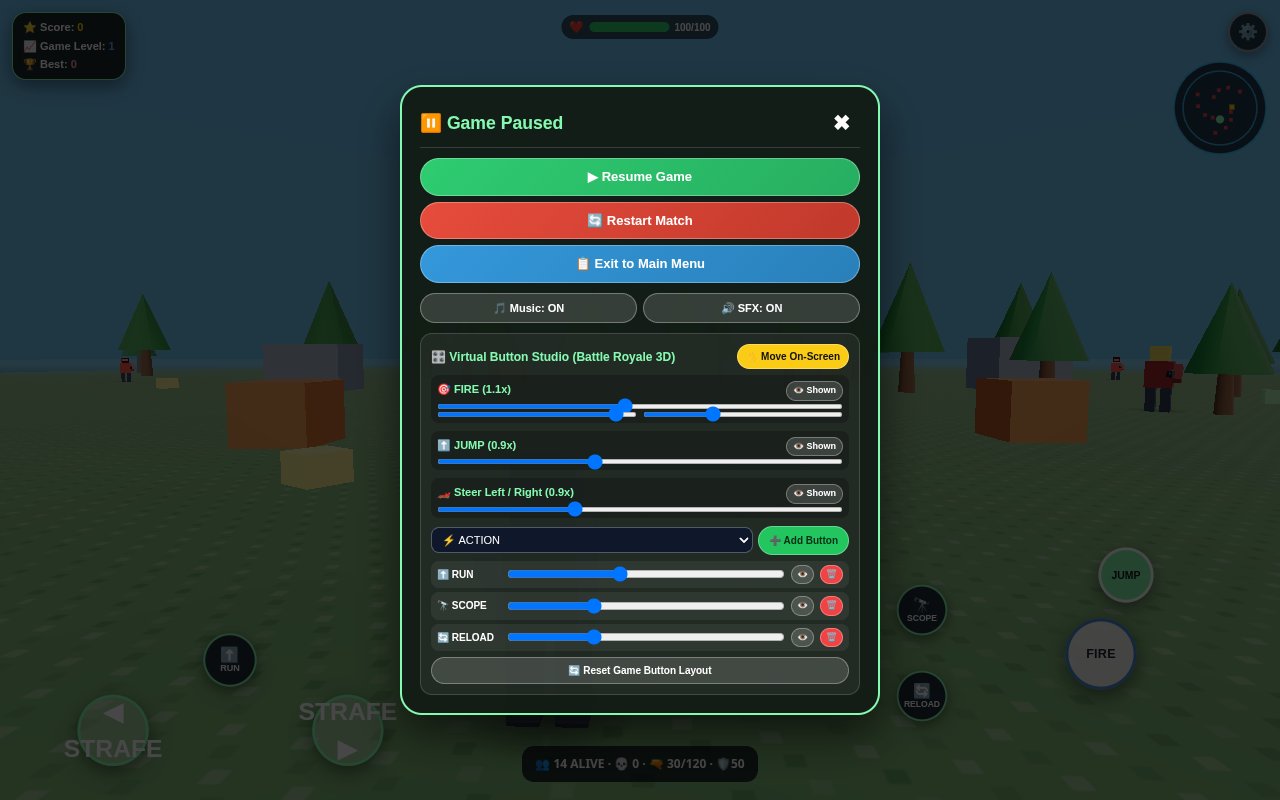 ⭐ Score: 0
📈 Game Level: 1
🏆 Best: 0
❤️ 100/100
⚙️
⏸️ Game Paused ✖
▶ Resume Game
🔄 Restart Match
📋 Exit to Main Menu
🎵 Music: ON
🔊 SFX: ON
🎛️ Virtual Button Studio (Battle Royale 3D)
Move On-Screen
🎯 FIRE (1.1x)
👁️ Shown
⬆️ JUMP (0.9x)
👁️ Shown
🏎️ Steer Left / Right (0.9x)
👁️ Shown
⚡ ACTION
➕ Add Button
⬆️ RUN
🔭 SCOPE
🔄 RELOAD
🔄 Reset Game Button Layout
JUMP
SCOPE
FIRE
RUN
RELOAD
◀
STRAFE
STRAFE
▶
👥 14 ALIVE · 💀 0 · 🔫 30/120 · 🛡️50